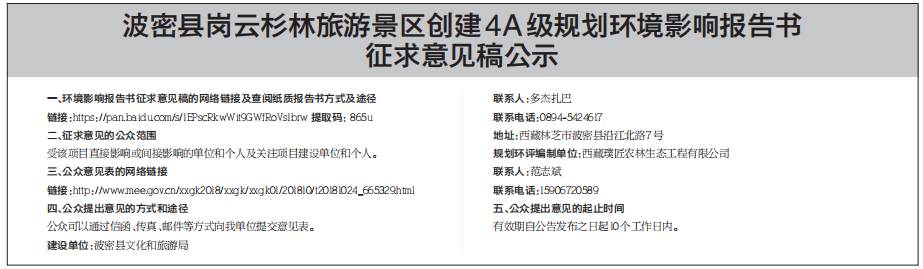 波密县岗云杉林旅游景区创建4A级规划环境影响报告书
征求意见稿公示
一、环境影响报告书征求意见稿的网络链接及查阅纸质报告书方式及途径
链接:https://pan.baidu.com/s/1EPscRkwWit9GWfRoVs1brw 提取码: 865u
二、征求意见的公众范围
受该项目直接影响或间接影响的单位和个人及关注项目建设单位和个人。
三、公众意见表的网络链接
链接:http://www.mee.gov.cn/xxgk2018/xxgk/xxgk01/201810/t20181024_665329.html
四、公众提出意见的方式和途径
公众可以通过信函、传真、邮件等方式向我单位提交意见表。
建设单位:波密县文化和旅游局
联系人:多杰扎巴
联系电话:0894-5424617
地址:西藏林芝市波密县沿江北路7号
规划环评编制单位:西藏璞匠农林生态工程有限公司
联系人:范志斌
联系电话:15906720589
五、公众提出意见的起止时间
有效期自公告发布之日起10个工作日内。